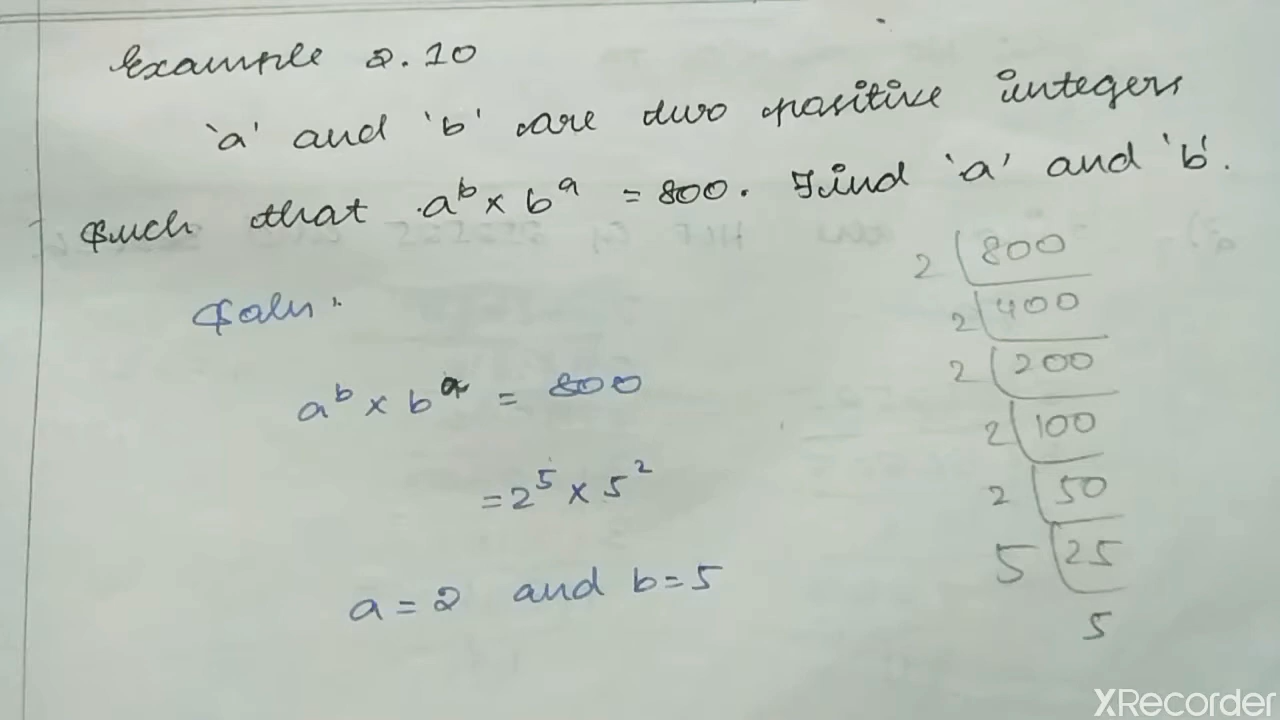 Example 2.10
'a' and 'b' are two positive integers
such that a^b × b^a = 800. Find 'a' and 'b'.
Soln :
a^b × b^a = 800
= 2^5 × 5^2
a = 2 and b = 5
2 | 800
2 | 400
2 | 200
2 | 100
2 | 50
5 | 25
5
XRecorder